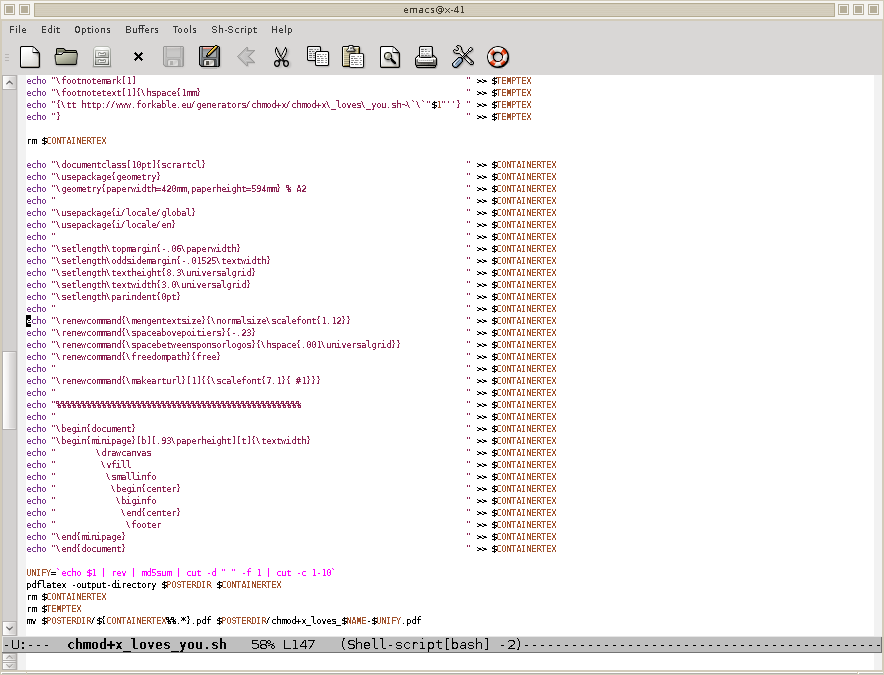 emacs@x-41
File Edit Options Buffers Tools Sh-Script Help
echo "\footnotemark[1] " >> $TEMPTEX
echo "\footnotetext[1]{\hspace{1mm} " >> $TEMPTEX
echo "{\tt http://www.forkable.eu/generators/chmod+x/chmod+x\_loves\_you.sh~\`\`"$1"''} " >> $TEMPTEX
echo "} " >> $TEMPTEX
rm $CONTAINERTEX
echo "\documentclass[10pt]{scrartcl} " >> $CONTAINERTEX
echo "\usepackage{geometry} " >> $CONTAINERTEX
echo "\geometry{paperwidth=420mm,paperheight=594mm} % A2 " >> $CONTAINERTEX
echo " " >> $CONTAINERTEX
echo "\usepackage{i/locale/global} " >> $CONTAINERTEX
echo "\usepackage{i/locale/en} " >> $CONTAINERTEX
echo " " >> $CONTAINERTEX
echo "\setlength\topmargin{-.06\paperwidth} " >> $CONTAINERTEX
echo "\setlength\oddsidemargin{-.01525\textwidth} " >> $CONTAINERTEX
echo "\setlength\textheight{8.3\universalgrid} " >> $CONTAINERTEX
echo "\setlength\textwidth{3.0\universalgrid} " >> $CONTAINERTEX
echo "\setlength\parindent{0pt} " >> $CONTAINERTEX
echo " " >> $CONTAINERTEX
echo "\renewcommand{\mengentextsize}{\normalsize\scalefont{1.12}} " >> $CONTAINERTEX
echo "\renewcommand{\spaceabovepoitiers}{-.23} " >> $CONTAINERTEX
echo "\renewcommand{\spacebetweensponsorlogos}{\hspace{.001\universalgrid}} " >> $CONTAINERTEX
echo "\renewcommand{\freedompath}{free} " >> $CONTAINERTEX
echo " " >> $CONTAINERTEX
echo "\renewcommand{\makearturl}[1]{{\scalefont{7.1}{ #1}}} " >> $CONTAINERTEX
echo " " >> $CONTAINERTEX
echo "%%%%%%%%%%%%%%%%%%%%%%%%%%%%%%%%%%%%%%%%%%%%%%%%% " >> $CONTAINERTEX
echo " " >> $CONTAINERTEX
echo "\begin{document} " >> $CONTAINERTEX
echo "\begin{minipage}[b][.93\paperheight][t]{\textwidth} " >> $CONTAINERTEX
echo " \drawcanvas " >> $CONTAINERTEX
echo " \vfill " >> $CONTAINERTEX
echo " \smallinfo " >> $CONTAINERTEX
echo " \begin{center} " >> $CONTAINERTEX
echo " \biginfo " >> $CONTAINERTEX
echo " \end{center} " >> $CONTAINERTEX
echo " \footer " >> $CONTAINERTEX
echo "\end{minipage} " >> $CONTAINERTEX
echo "\end{document} " >> $CONTAINERTEX
UNIFY=`echo $1 | rev | md5sum | cut -d " " -f 1 | cut -c 1-10`
pdflatex -output-directory $POSTERDIR $CONTAINERTEX
rm $CONTAINERTEX
rm $TEMPTEX
mv $POSTERDIR/${CONTAINERTEX%%.*}.pdf $POSTERDIR/chmod+x_loves_$NAME-$UNIFY.pdf
-U:--- chmod+x_loves_you.sh 58% L147 (Shell-script[bash] -2)---------------------------------------------